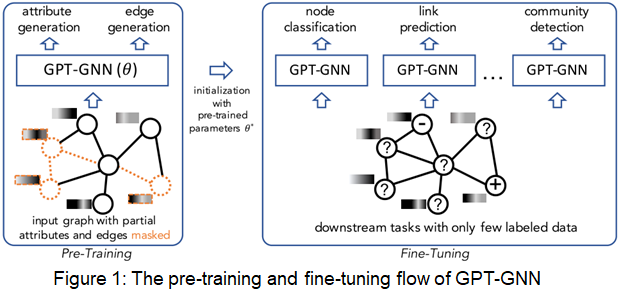 attribute generation
edge generation
GPT-GNN (θ)
input graph with partial
attributes and edges masked
Pre-Training
initialization
with
pre-trained
parameters θ*
node classification
link prediction
community detection
GPT-GNN
GPT-GNN
...
GPT-GNN
-
?
?
?
?
+
?
downstream tasks with only few labeled data
Fine-Tuning
Figure 1: The pre-training and fine-tuning flow of GPT-GNN